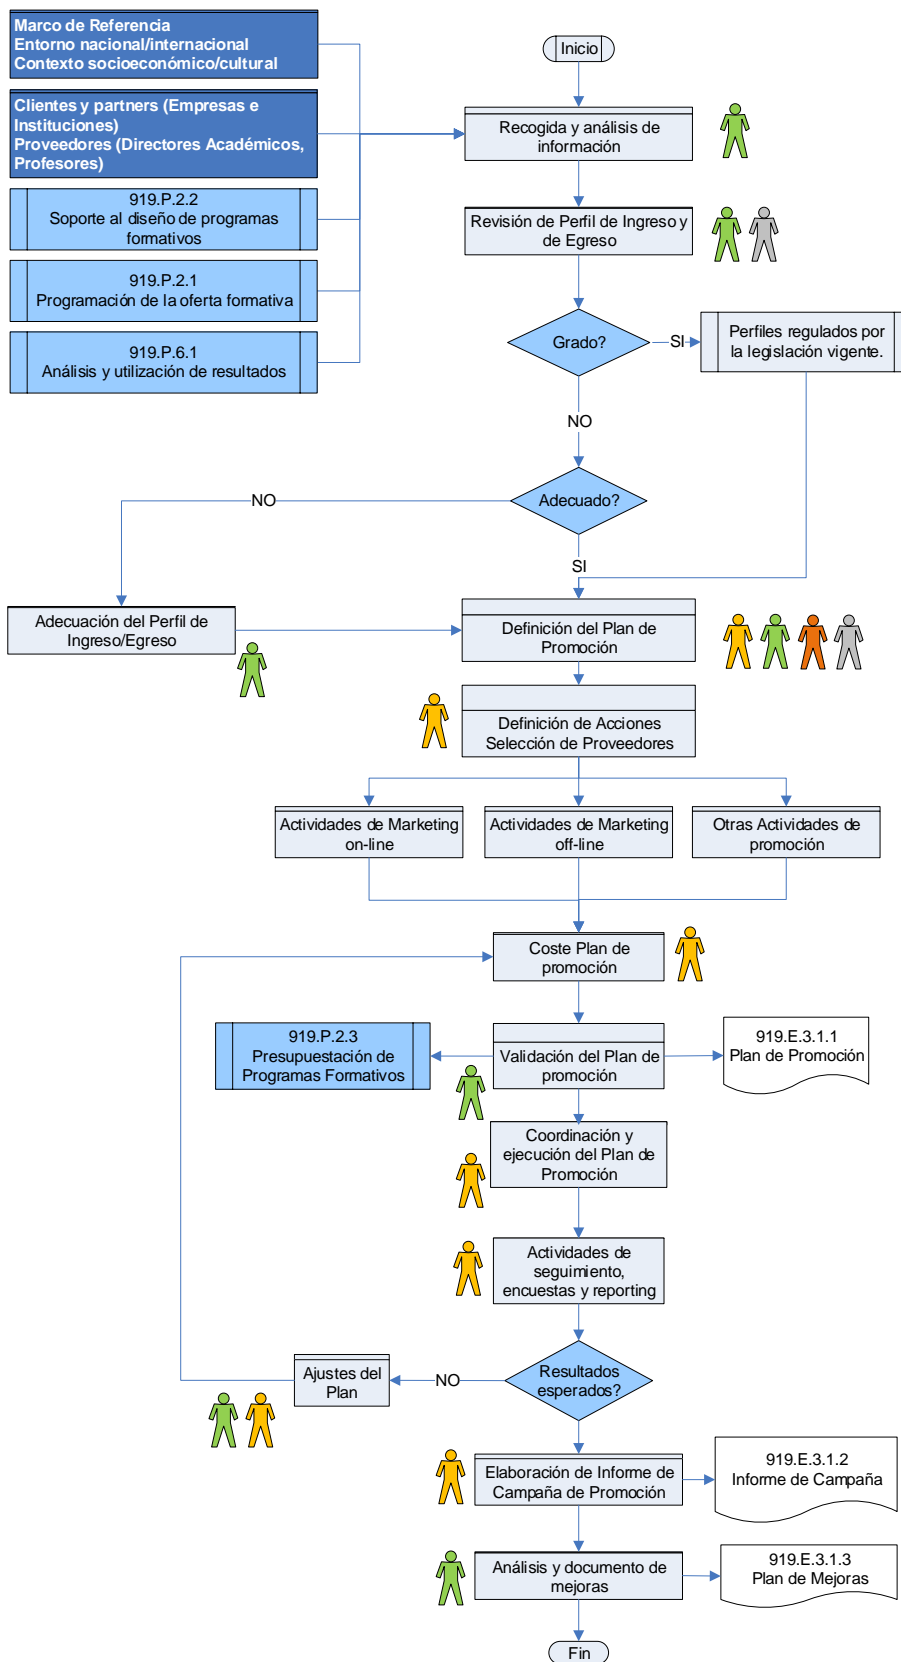 Marco de Referencia
Entorno nacional/internacional
Contexto socioeconómico/cultural
Inicio
Clientes y partners (Empresas e
Instituciones)
Proveedores (Directores Académicos,
Profesores)
Recogida y análisis de
información
919.P.2.2
Soporte al diseño de programas
formativos
Revisión de Perfil de Ingreso y
de Egreso
919.P.2.1
Programación de la oferta formativa
919.P.6.1
Análisis y utilización de resultados
Grado?
SI
Perfiles regulados por
la legislación vigente.
NO
Adecuado?
NO
SI
Adecuación del Perfil de
Ingreso/Egreso
Definición del Plan de
Promoción
Definición de Acciones
Selección de Proveedores
Actividades de Marketing
on-line
Actividades de Marketing
off-line
Otras Actividades de
promoción
Coste Plan de
promoción
919.P.2.3
Presupuestación de
Programas Formativos
Validación del Plan de
promoción
919.E.3.1.1
Plan de Promoción
Coordinación y
ejecución del Plan de
Promoción
Actividades de
seguimiento,
encuestas y reporting
Resultados
esperados?
NO
Ajustes del
Plan
Elaboración de Informe de
Campaña de Promoción
919.E.3.1.2
Informe de Campaña
Análisis y documento de
mejoras
919.E.3.1.3
Plan de Mejoras
Fin